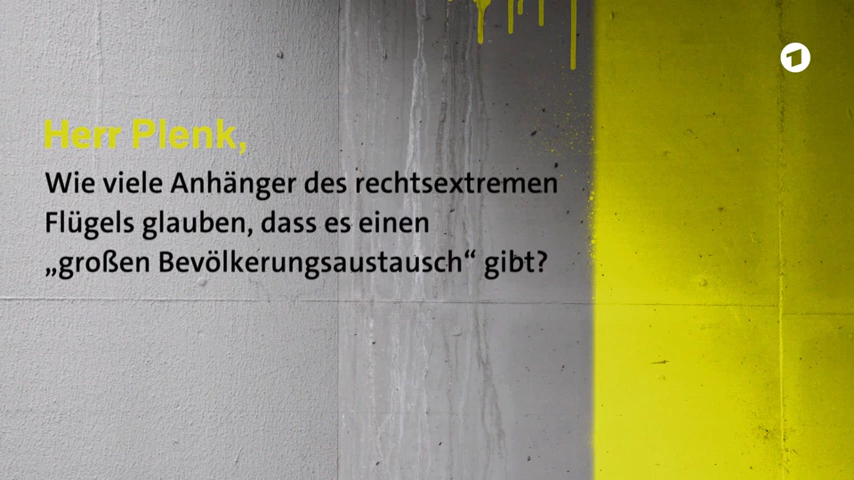 Herr Plenk,
Wie viele Anhänger des rechtsextremen
Flügels glauben, dass es einen
„großen Bevölkerungsaustausch“ gibt?